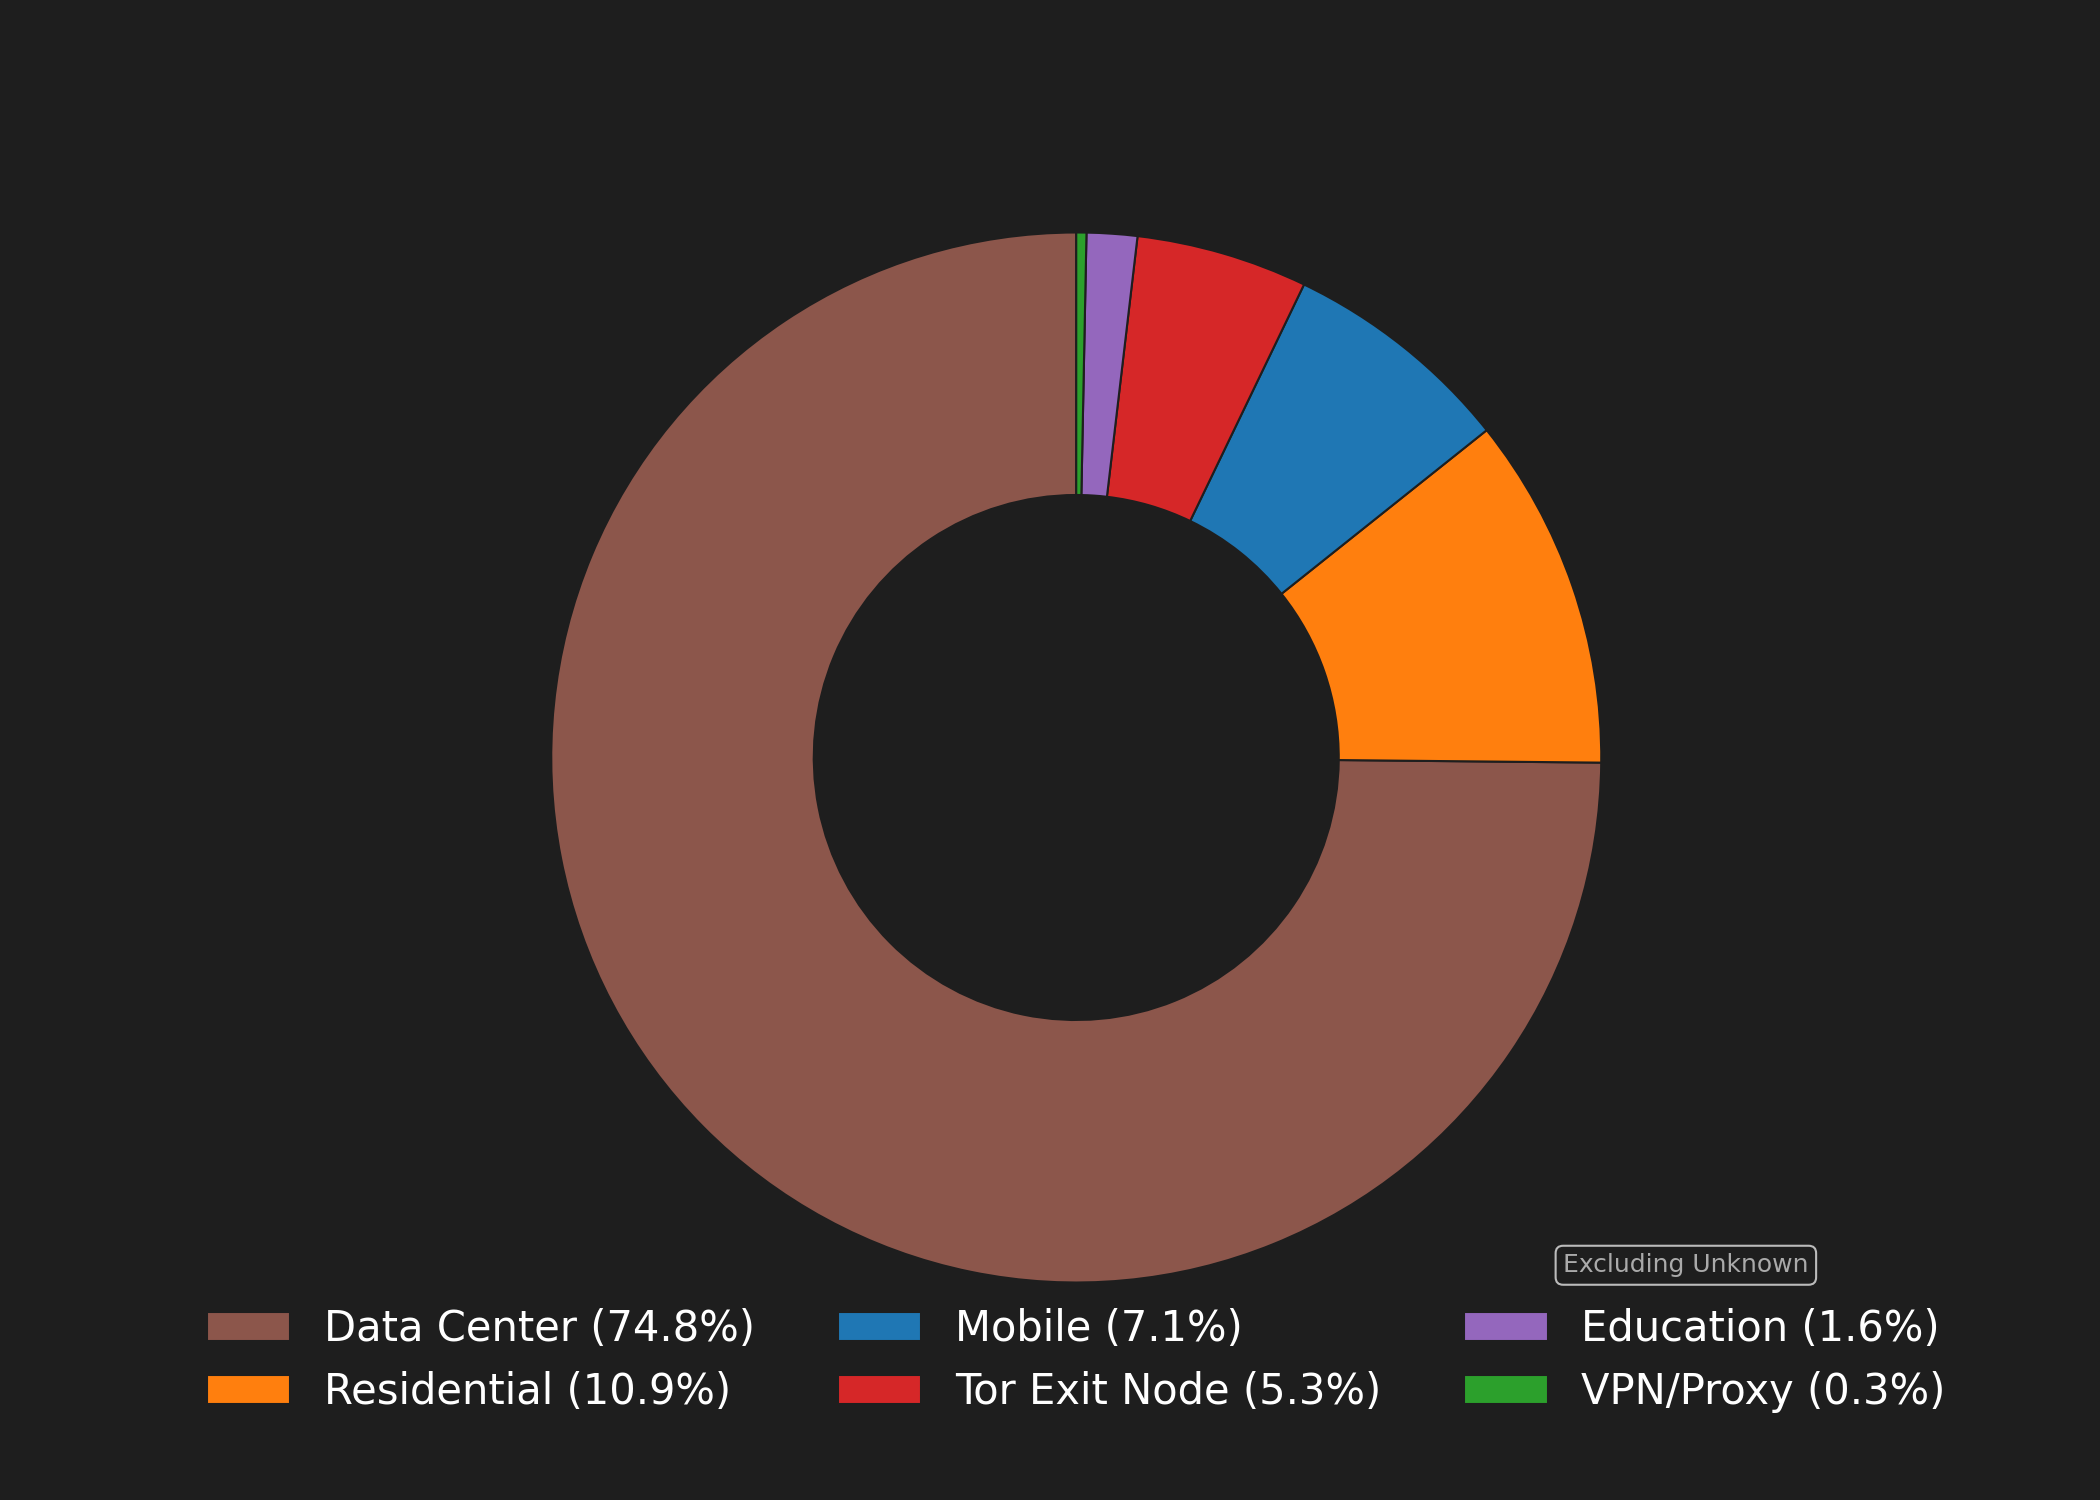 Excluding Unknown
Data Center (74.8%)
Residential (10.9%)
Mobile (7.1%)
Tor Exit Node (5.3%)
Education (1.6%)
VPN/Proxy (0.3%)